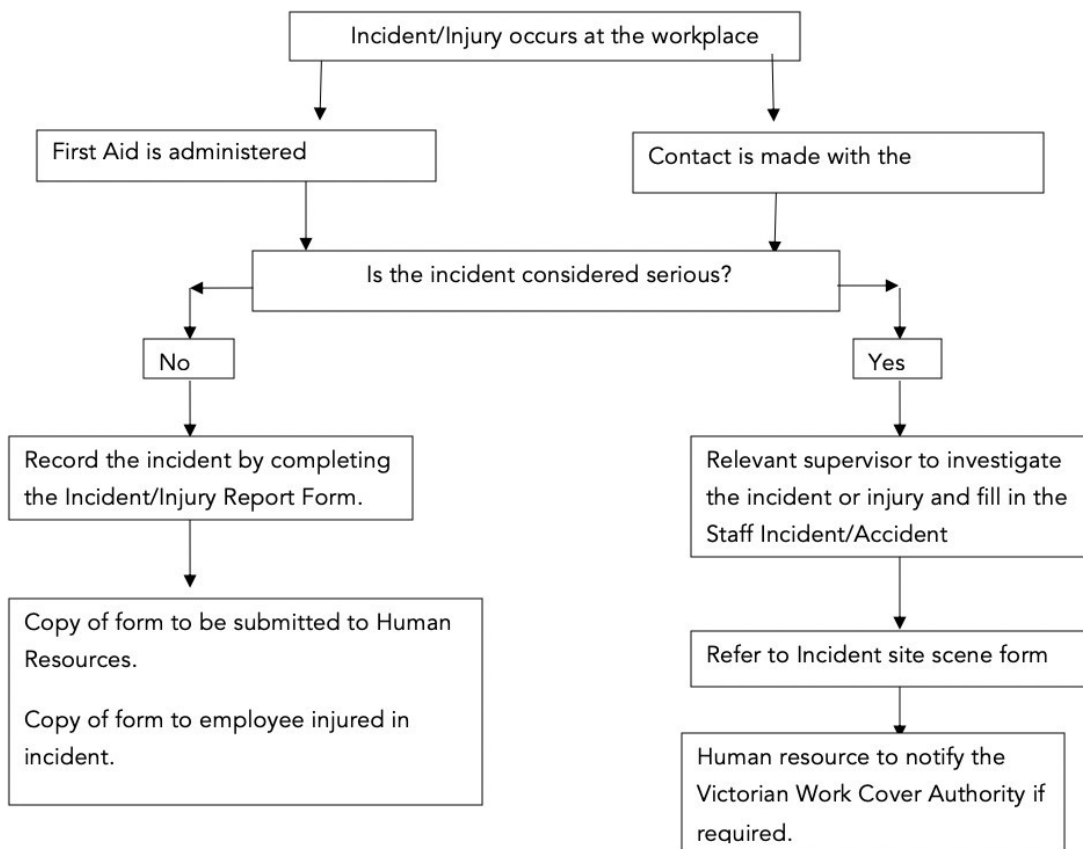 Incident/Injury occurs at the workplace
First Aid is administered
Contact is made with the
Is the incident considered serious?
No
Yes
Record the incident by completing
the Incident/Injury Report Form.
Relevant supervisor to investigate
the incident or injury and fill in the
Staff Incident/Accident
Copy of form to be submitted to Human
Resources.
Copy of form to employee injured in
incident.
Refer to Incident site scene form
Human resource to notify the
Victorian Work Cover Authority if
required.